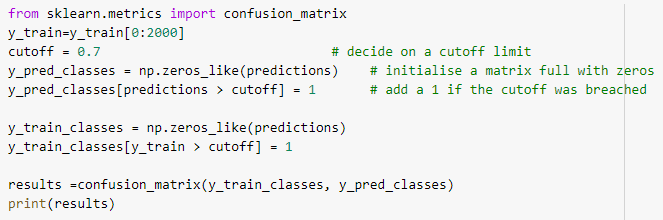 from sklearn.metrics import confusion_matrix
y_train=y_train[0:2000]
cutoff = 0.7                              # decide on a cutoff limit
y_pred_classes = np.zeros_like(predictions)    # initialise a matrix full with zeros
y_pred_classes[predictions > cutoff] = 1       # add a 1 if the cutoff was breached

y_train_classes = np.zeros_like(predictions)
y_train_classes[y_train > cutoff] = 1

results =confusion_matrix(y_train_classes, y_pred_classes)
print(results)